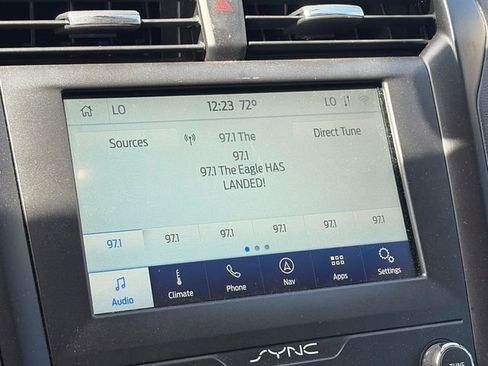 LO 12:23 72° LO
Sources 97.1 The Direct Tune
97.1
97.1 The Eagle HAS
LANDED!
97.1 97.1 97.1 97.1 97.1 97.1
Audio Climate Phone Nav Apps Settings
SYNC
TUNE